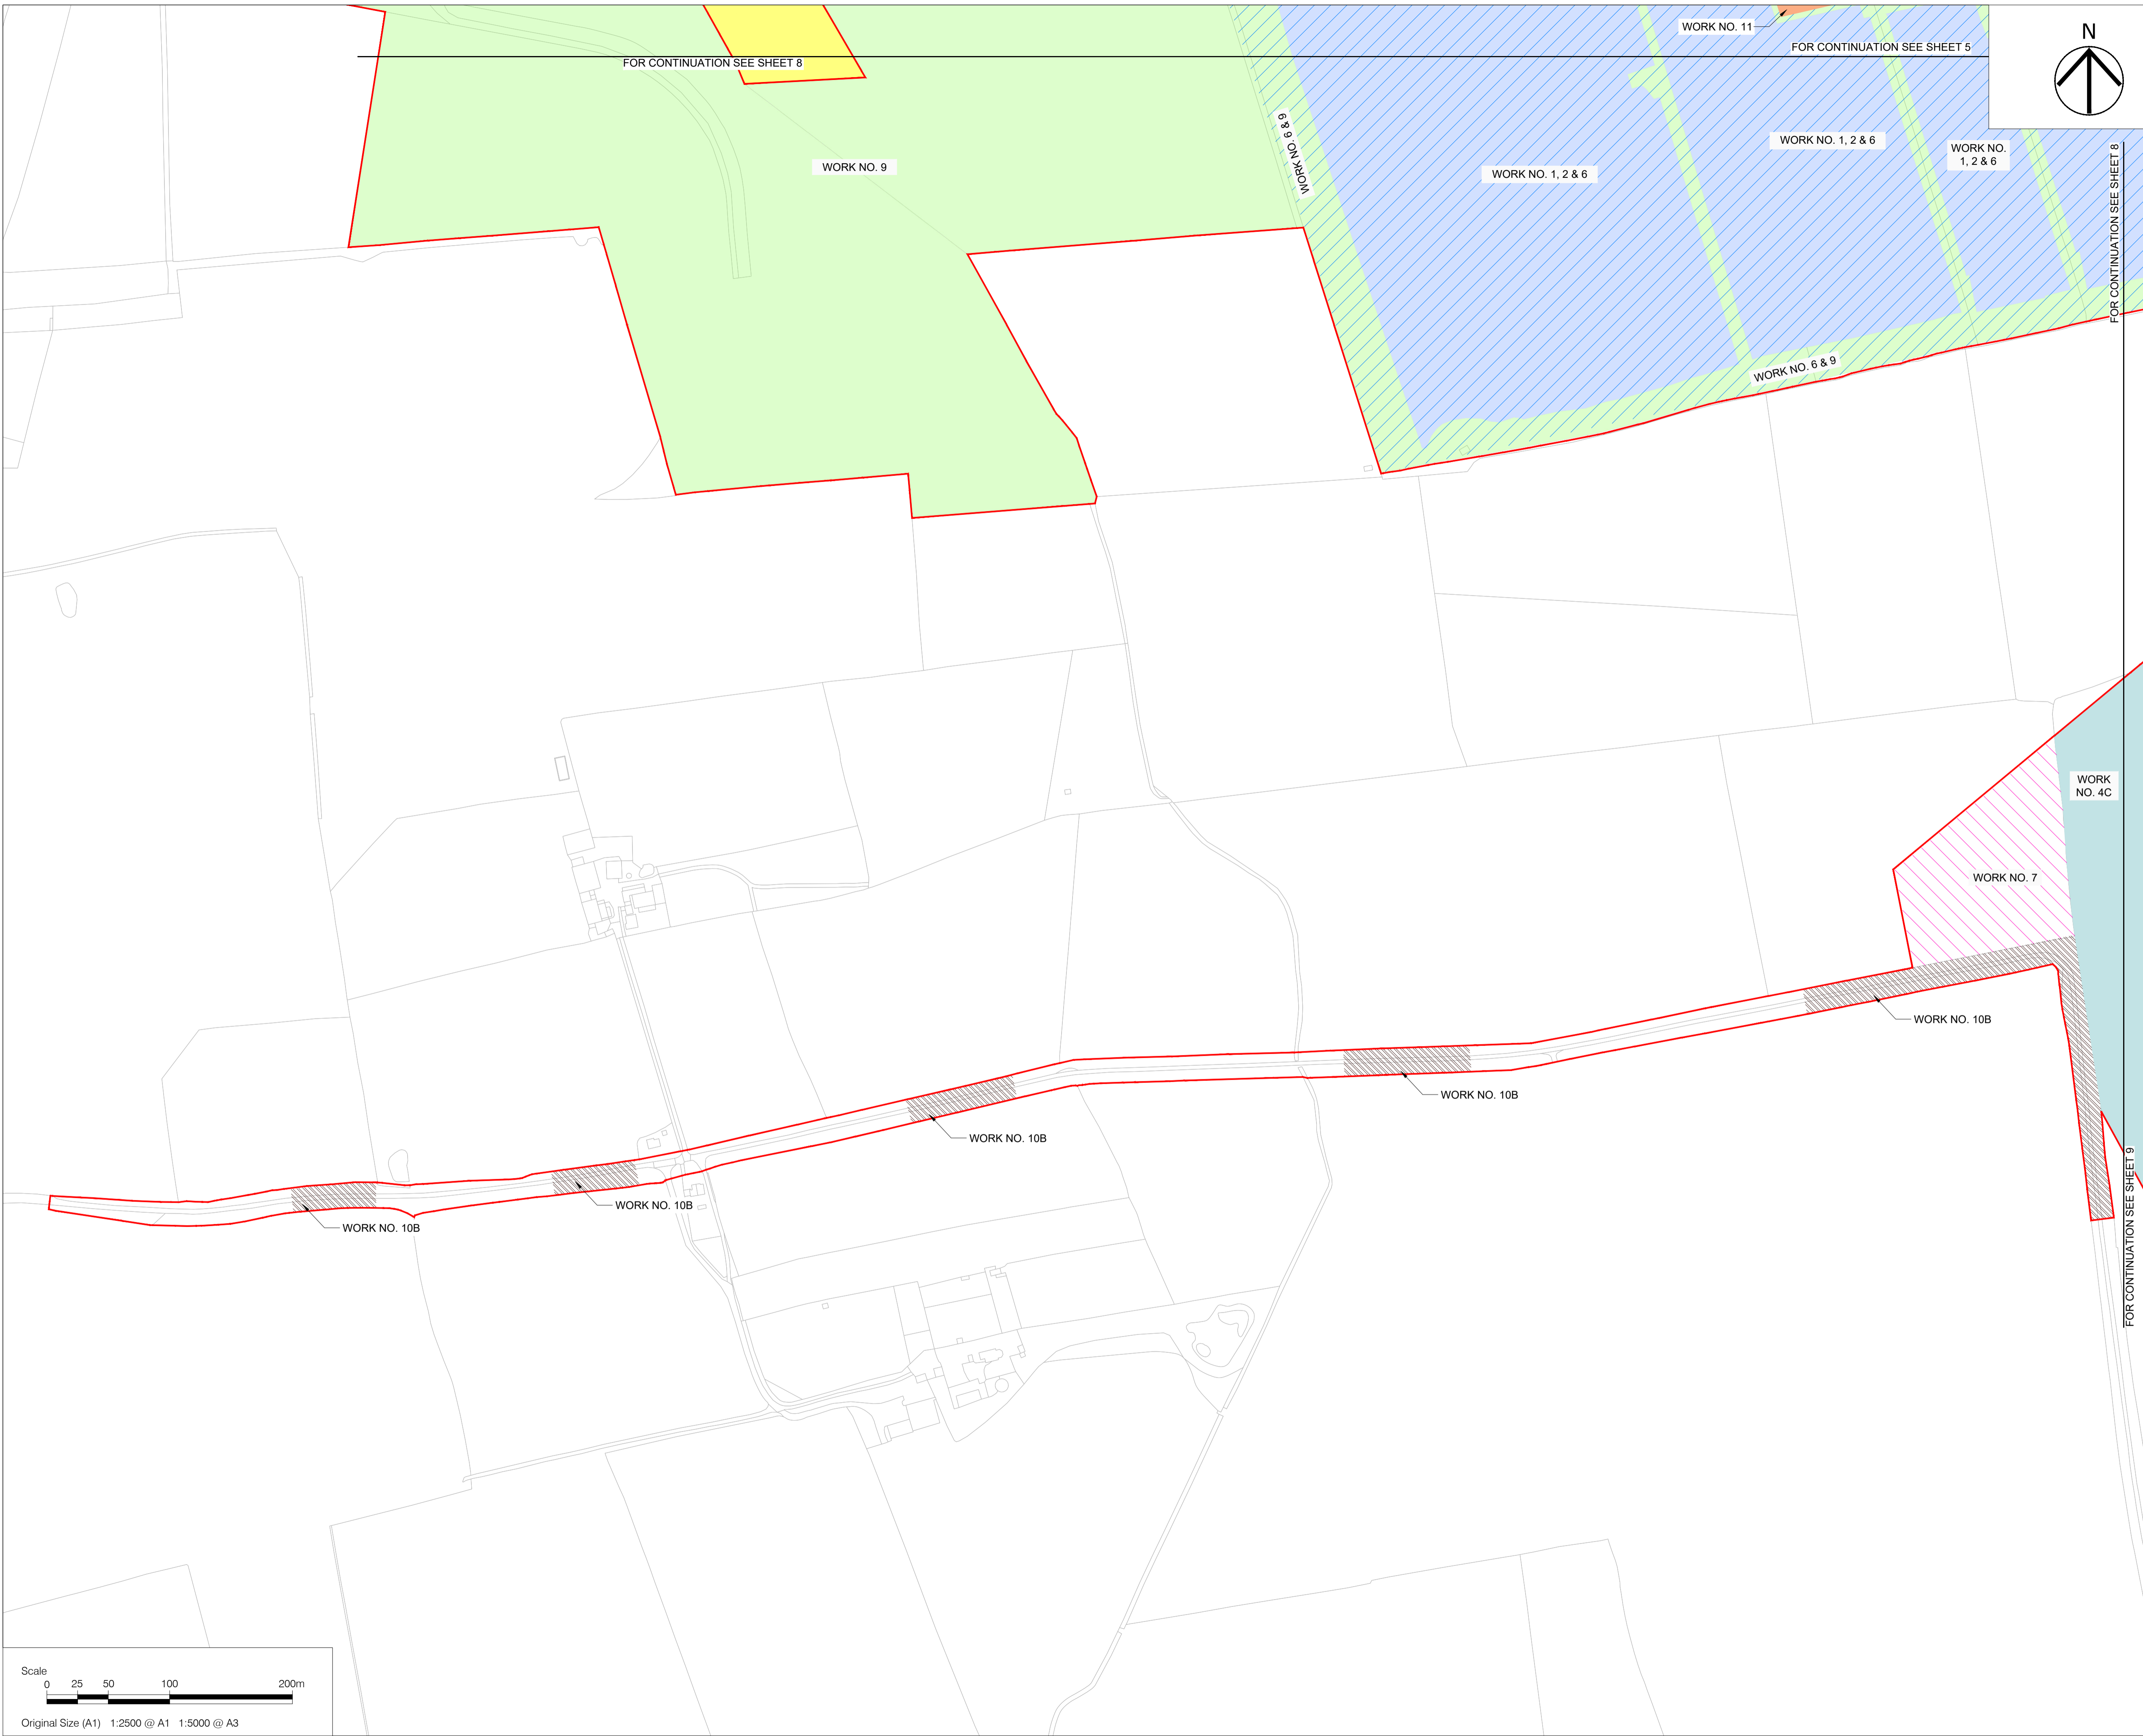 WORK NO. 11
FOR CONTINUATION SEE SHEET 5
N
FOR CONTINUATION SEE SHEET 8
WORK NO. 6 & 9
WORK NO. 9
WORK NO. 1, 2 & 6
WORK NO. 1, 2 & 6
WORK NO.
1, 2 & 6
FOR CONTINUATION SEE SHEET 8
WORK NO. 6 & 9
WORK
NO. 4C
WORK NO. 7
WORK NO. 10B
WORK NO. 10B
WORK NO. 10B
WORK NO. 10B
WORK NO. 10B
FOR CONTINUATION SEE SHEET 9
Scale
0 25 50 100 200m
Original Size (A1) 1:2500 @ A1 1:5000 @ A3